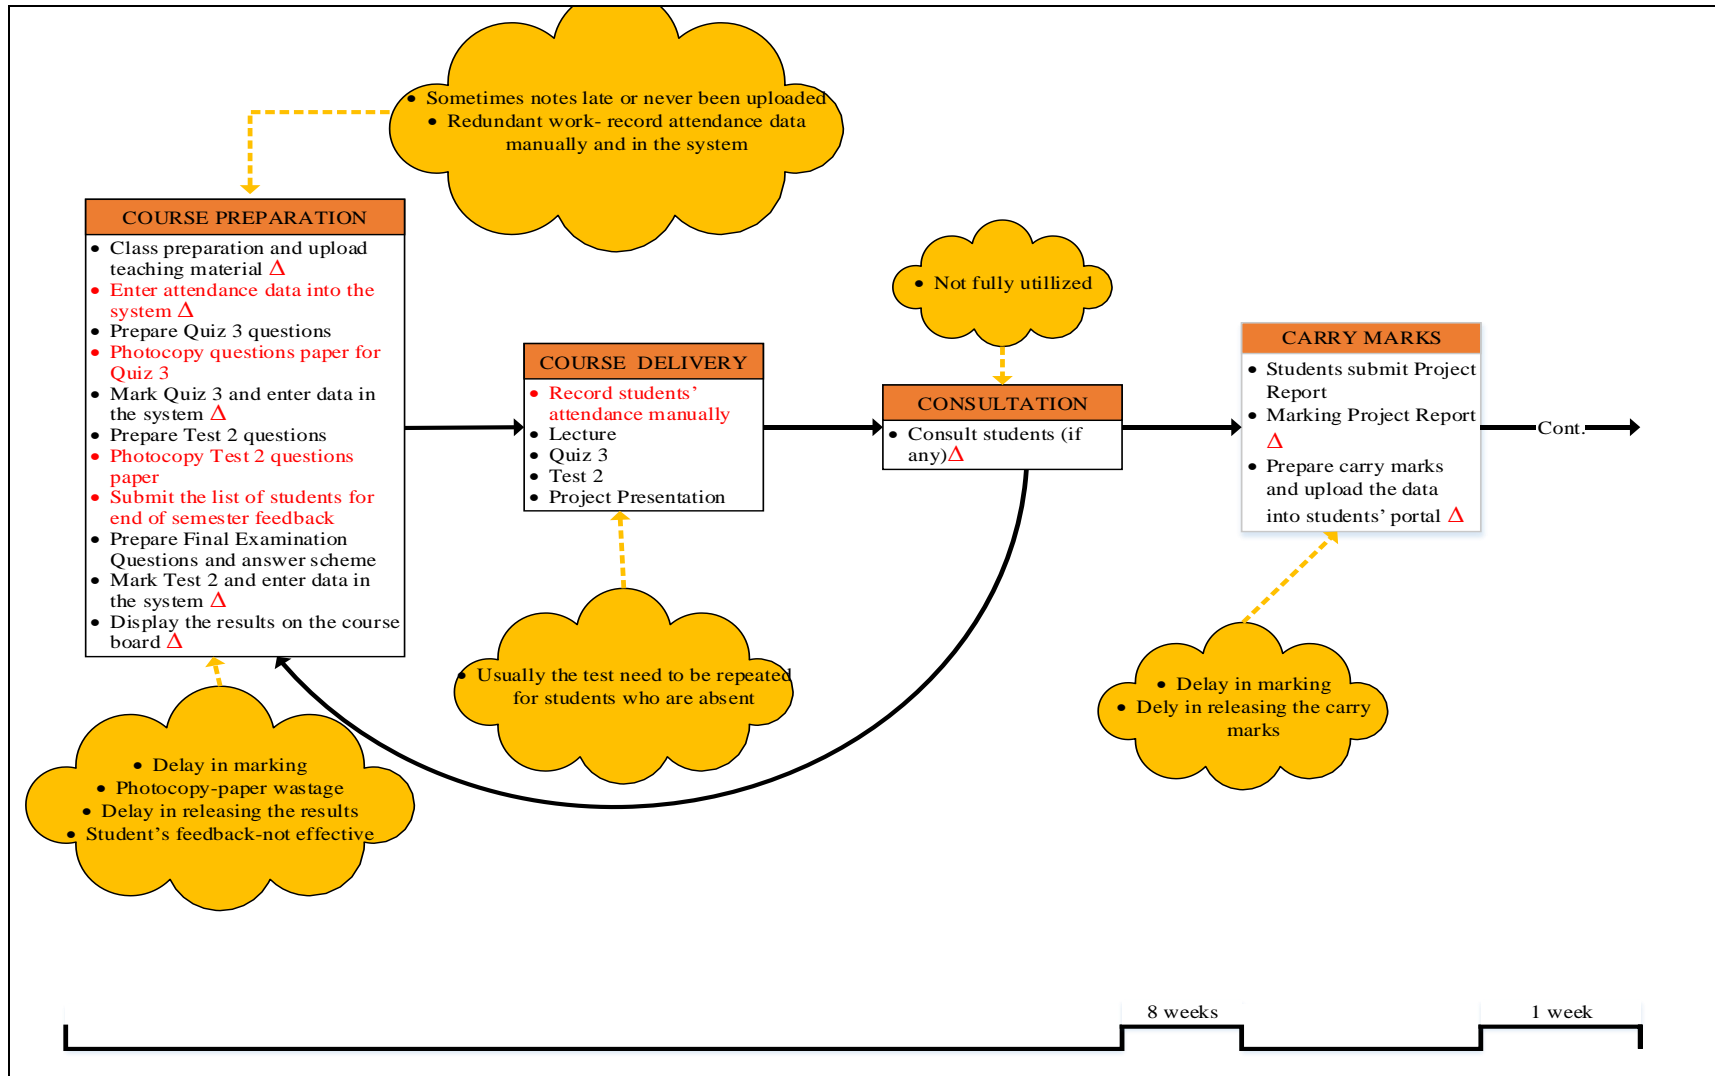 • Sometimes notes late or never been uploaded
• Redundant work- record attendance data
manually and in the system
COURSE PREPARATION
• Class preparation and upload
teaching material Δ
• Enter attendance data into the
system Δ
• Prepare Quiz 3 questions
• Photocopy questions paper for
Quiz 3
• Mark Quiz 3 and enter data in
the system Δ
• Prepare Test 2 questions
• Photocopy Test 2 questions
paper
• Submit the list of students for
end of semester feedback
• Prepare Final Examination
Questions and answer scheme
• Mark Test 2 and enter data in
the system Δ
• Display the results on the course
board Δ
• Delay in marking
• Photocopy-paper wastage
• Delay in releasing the results
• Student’s feedback-not effective
COURSE DELIVERY
• Record students’
attendance manually
• Lecture
• Quiz 3
• Test 2
• Project Presentation
• Usually the test need to be repeated
for students who are absent
• Not fully utillized
CONSULTATION
• Consult students (if
any)Δ
CARRY MARKS
• Students submit Project
Report
• Marking Project Report
Δ
• Prepare carry marks
and upload the data
into students’ portal Δ
Cont.
• Delay in marking
• Dely in releasing the carry
marks
8 weeks
1 week